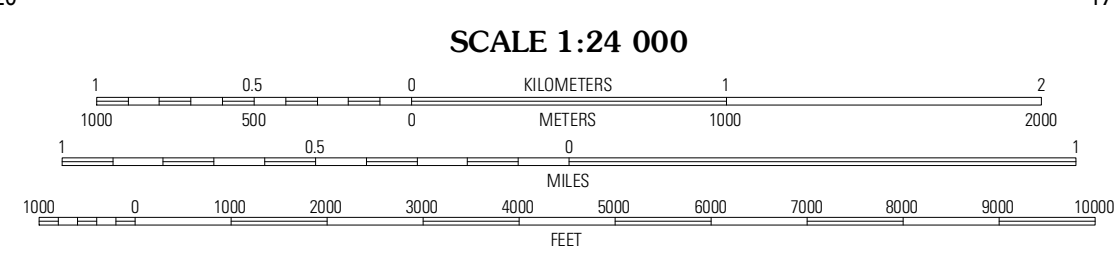 SCALE 1:24 000
1 0.5 0 KILOMETERS 1 2
1000 500 0 METERS 1000 2000
1 0.5 0 1
MILES
1000 0 1000 2000 3000 4000 5000 6000 7000 8000 9000 10000
FEET